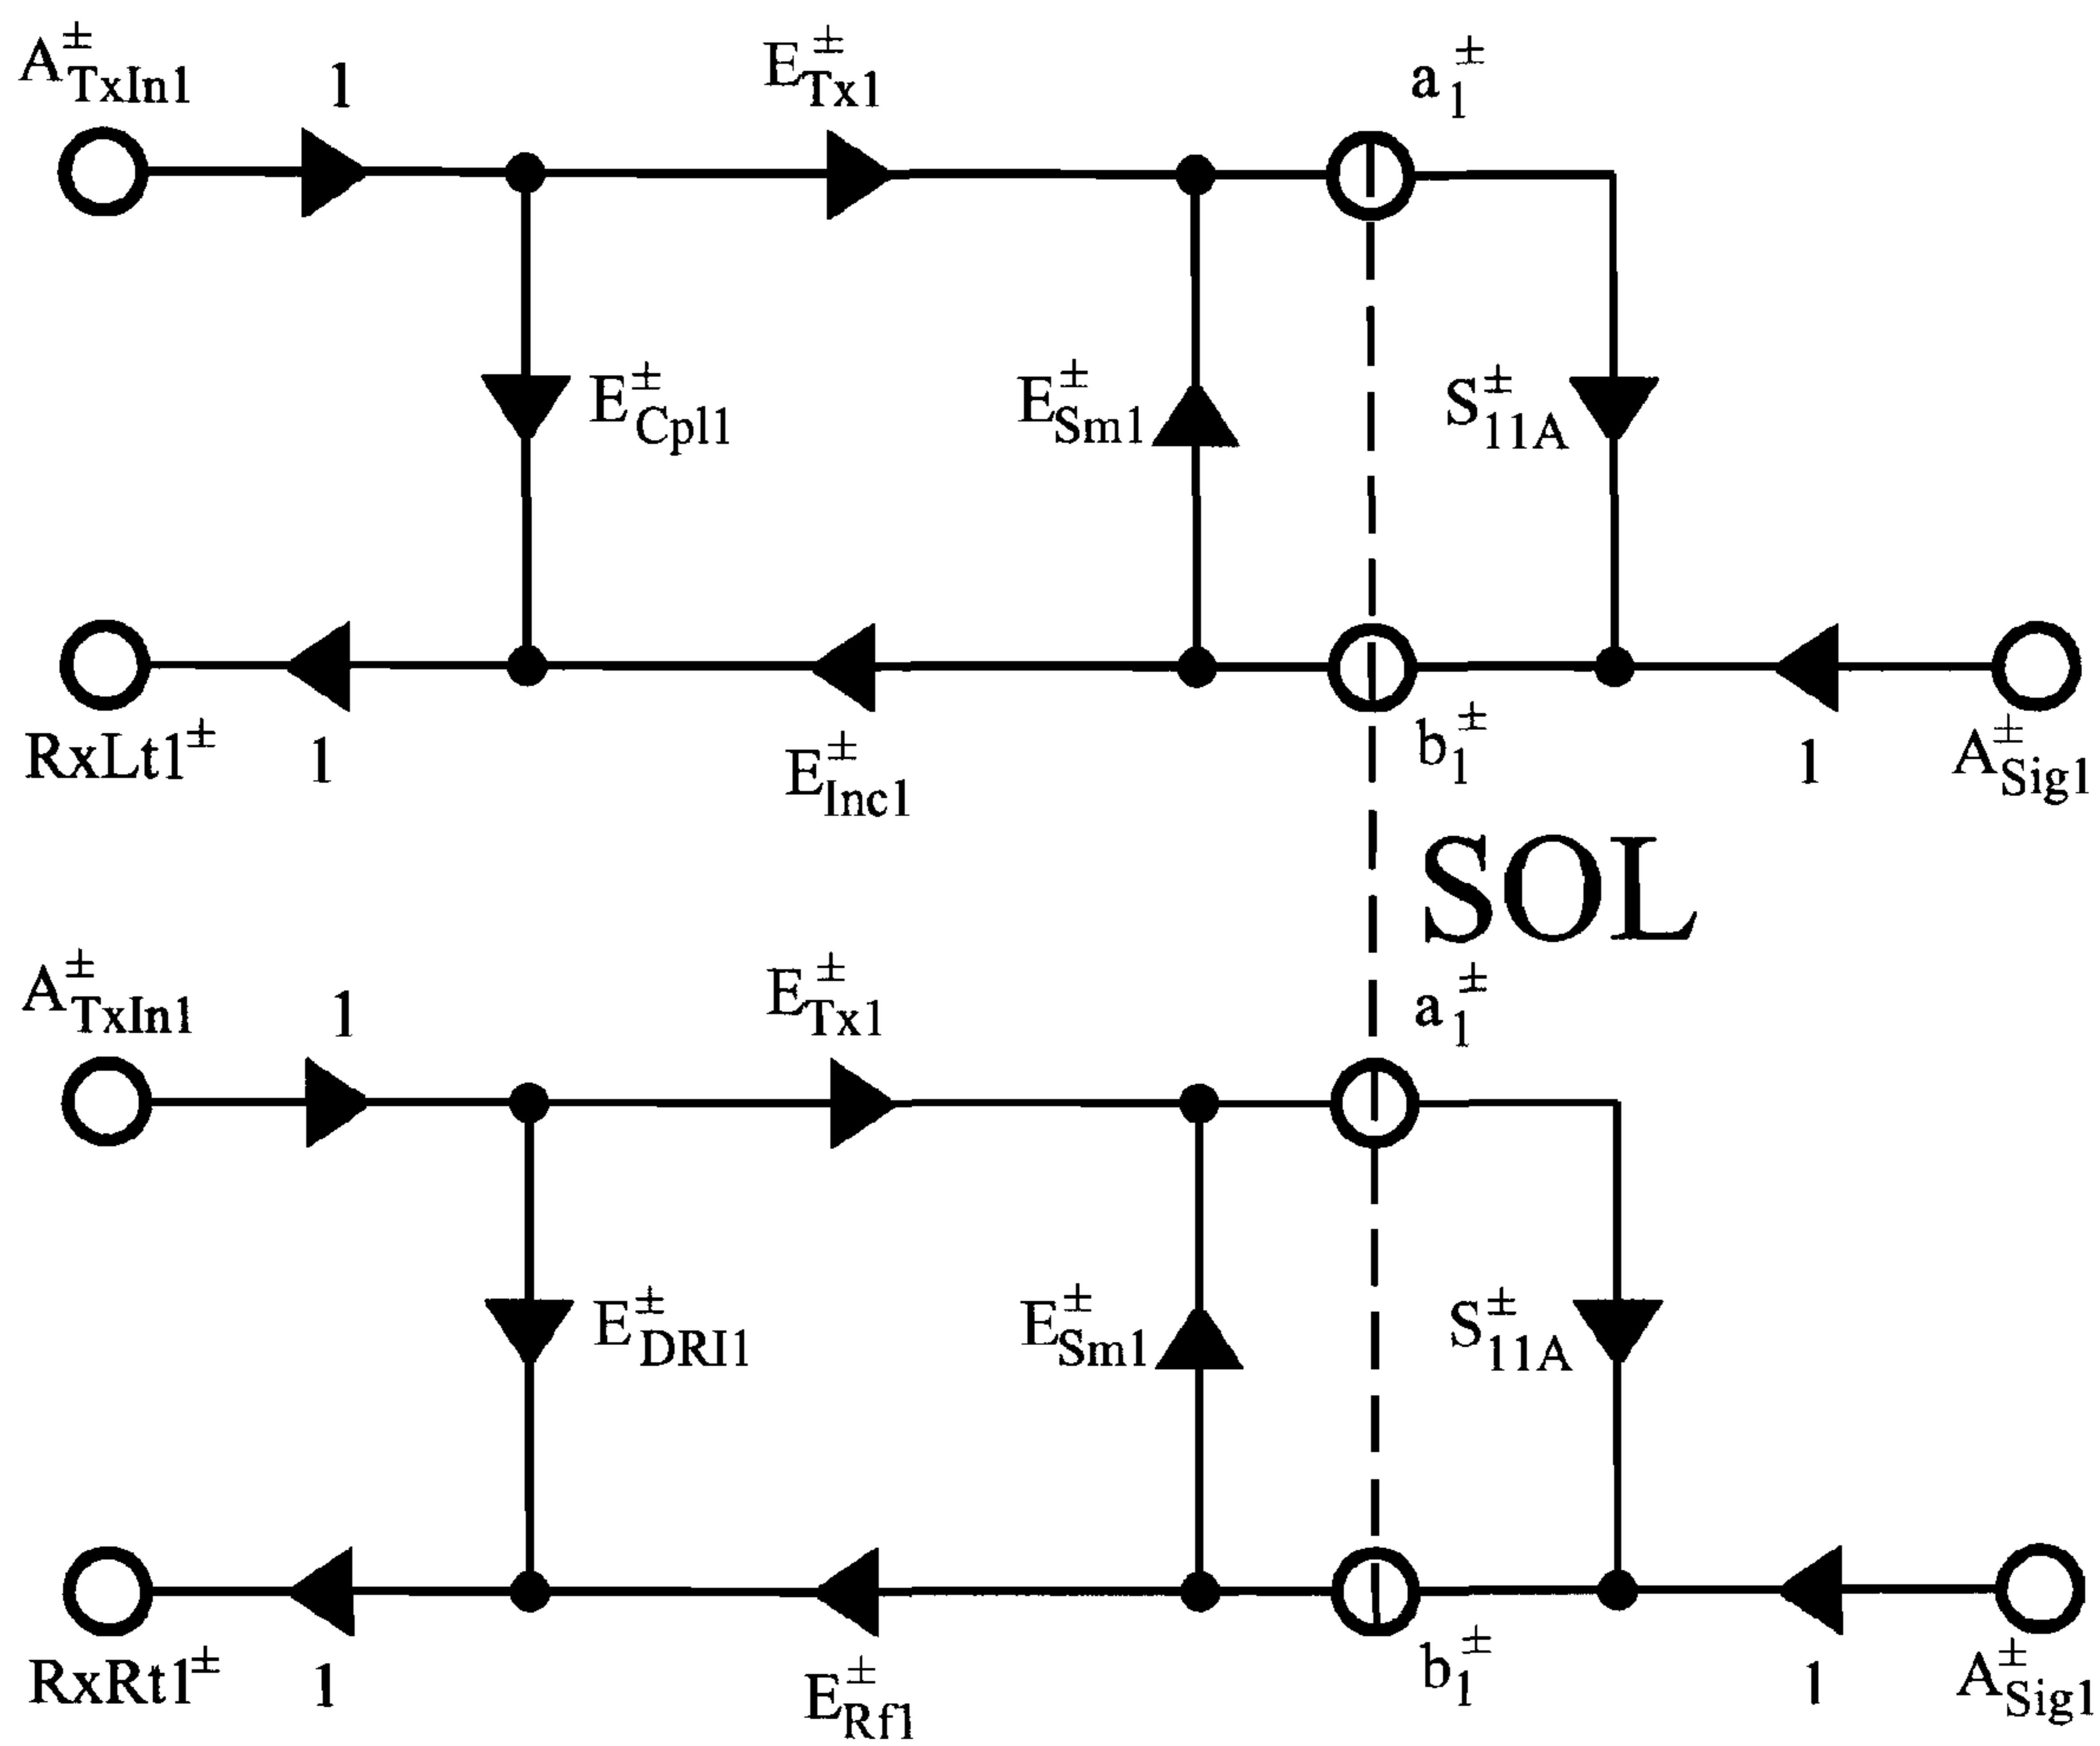 A±TxIn1 1 E±Tx1 a1±
E±Cpl1 E±Sm1 S±11A
RxLt1± 1 E±Inc1 b1± 1 A±Sig1
SOL
A±TxIn1 1 E±Tx1 a1±
E±DRI1 E±Sm1 S±11A
RxRt1± 1 E±Rf1 b1± 1 A±Sig1